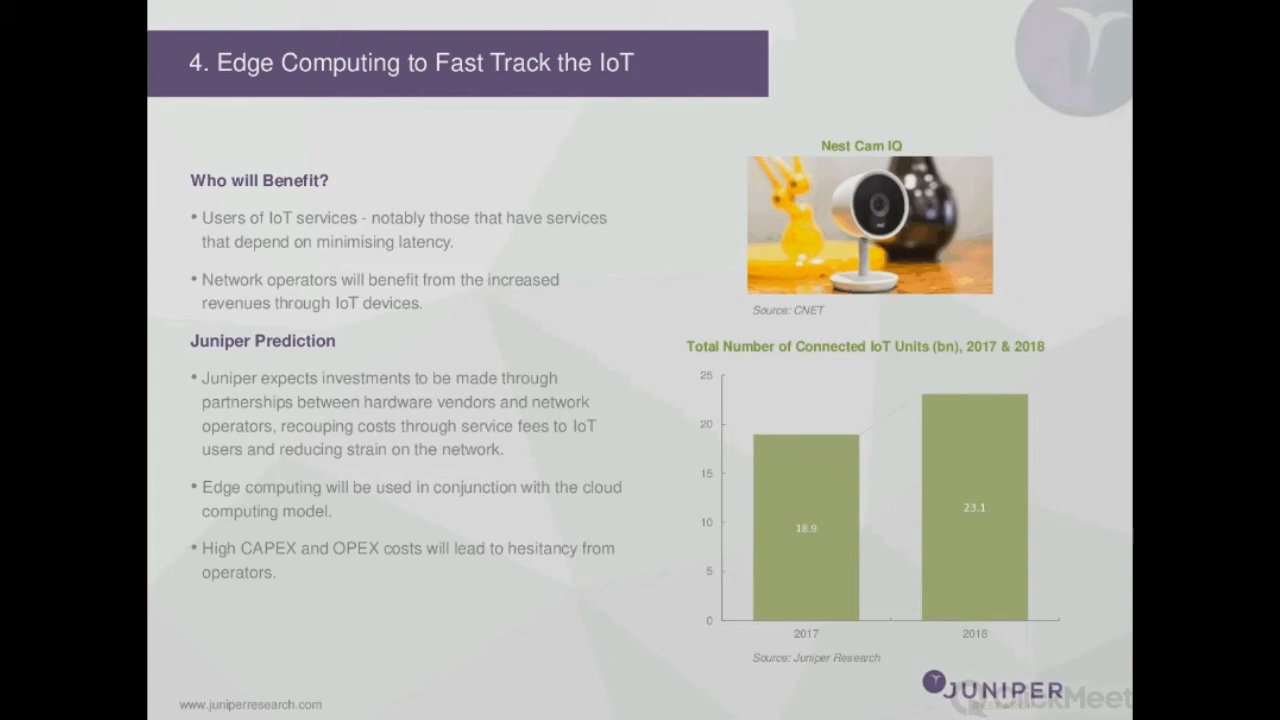 4. Edge Computing to Fast Track the IoT
Who will Benefit?
• Users of IoT services - notably those that have services
that depend on minimising latency.
• Network operators will benefit from the increased
revenues through IoT devices.
Juniper Prediction
• Juniper expects investments to be made through
partnerships between hardware vendors and network
operators, recouping costs through service fees to IoT
users and reducing strain on the network.
• Edge computing will be used in conjunction with the cloud
computing model.
• High CAPEX and OPEX costs will lead to hesitancy from
operators.
Nest Cam IQ
Source: CNET
Total Number of Connected IoT Units (bn), 2017 & 2018
25
20
15
10
5
0
18.9
23.1
2017
2018
Source: Juniper Research
www.juniperresearch.com
JUNIPER
RESEARCH
ClickMeet